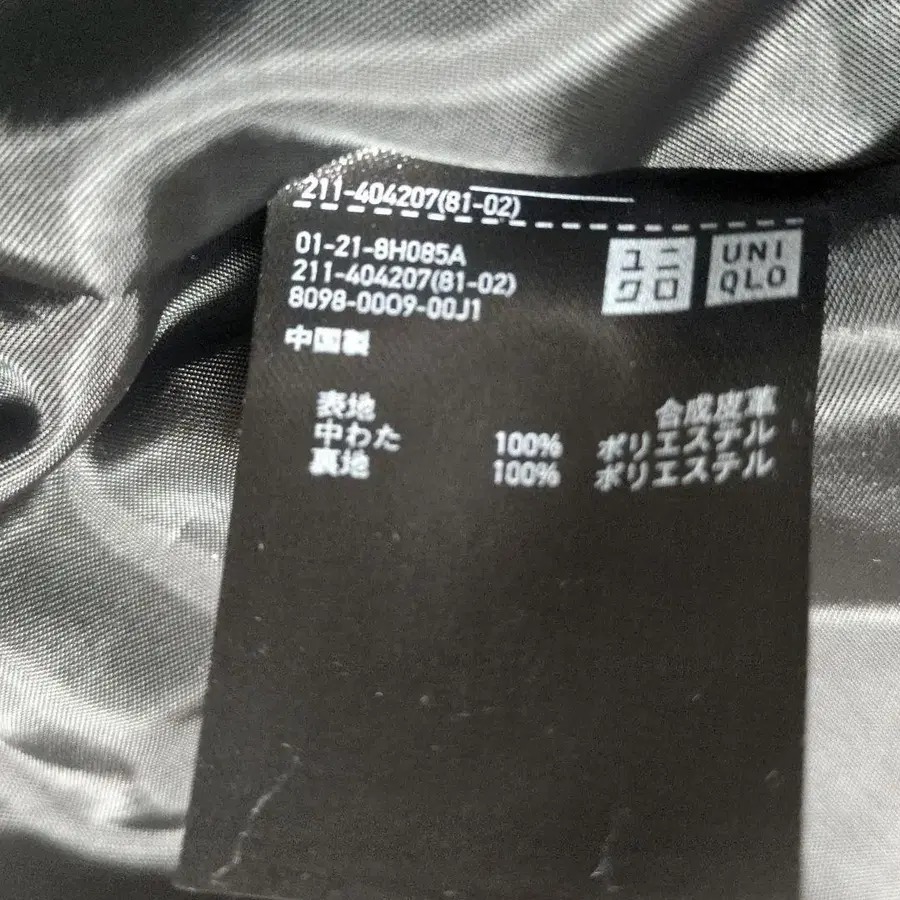 211-404207(81-02)
01-21-8H085A
211-404207(81-02)
8098-0009-00J1
ユニクロ
UNIQLO
中国製
表地 合成皮革
中わた 100% ポリエステル
裏地 100% ポリエステル